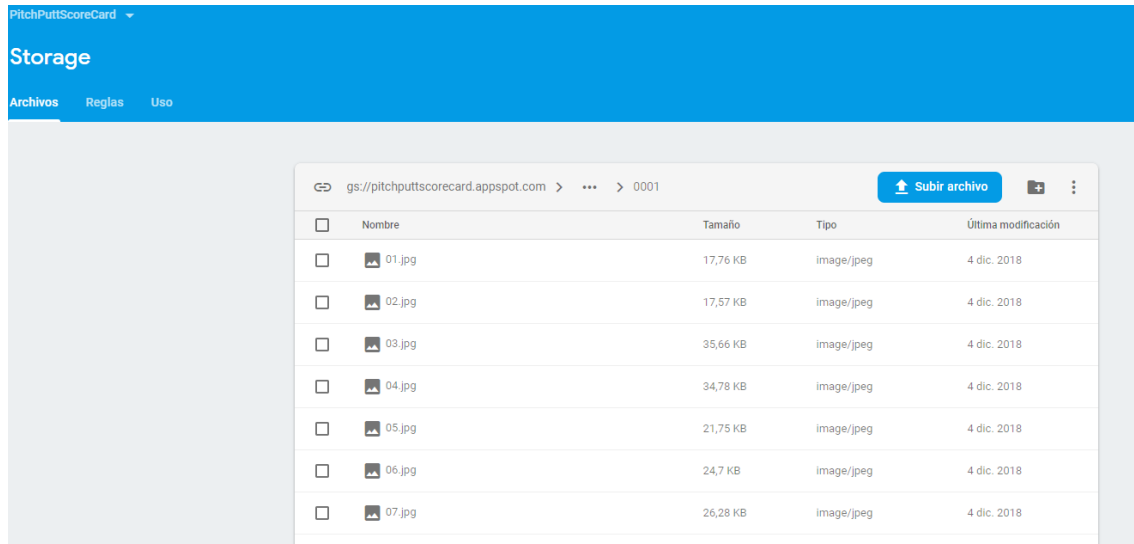 PitchPuttScoreCard
Storage
Archivos Reglas Uso
gs://pitchputtscorecard.appspot.com > ... > 0001 Subir archivo
Nombre Tamaño Tipo Última modificación
01.jpg 17,76 KB image/jpeg 4 dic. 2018
02.jpg 17,57 KB image/jpeg 4 dic. 2018
03.jpg 35,66 KB image/jpeg 4 dic. 2018
04.jpg 34,78 KB image/jpeg 4 dic. 2018
05.jpg 21,75 KB image/jpeg 4 dic. 2018
06.jpg 24,7 KB image/jpeg 4 dic. 2018
07.jpg 26,28 KB image/jpeg 4 dic. 2018